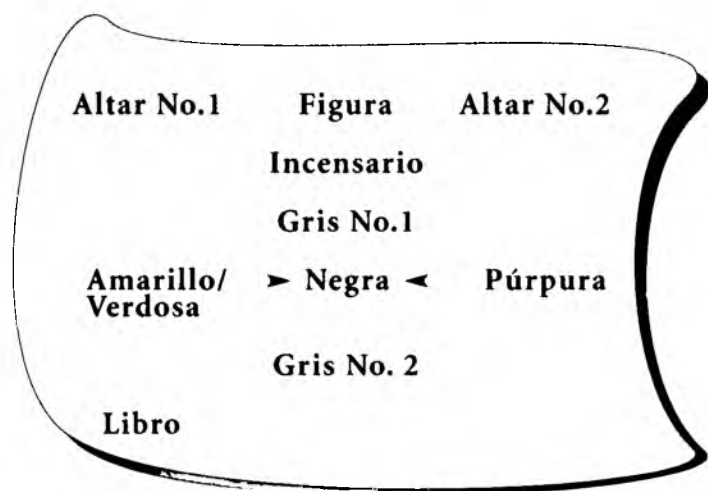 Altar No.1 Figura Altar No.2
Incensario
Gris No.1
Amarillo/ ➤ Negra ➤ Púrpura
Verdosa
Gris No. 2
Libro